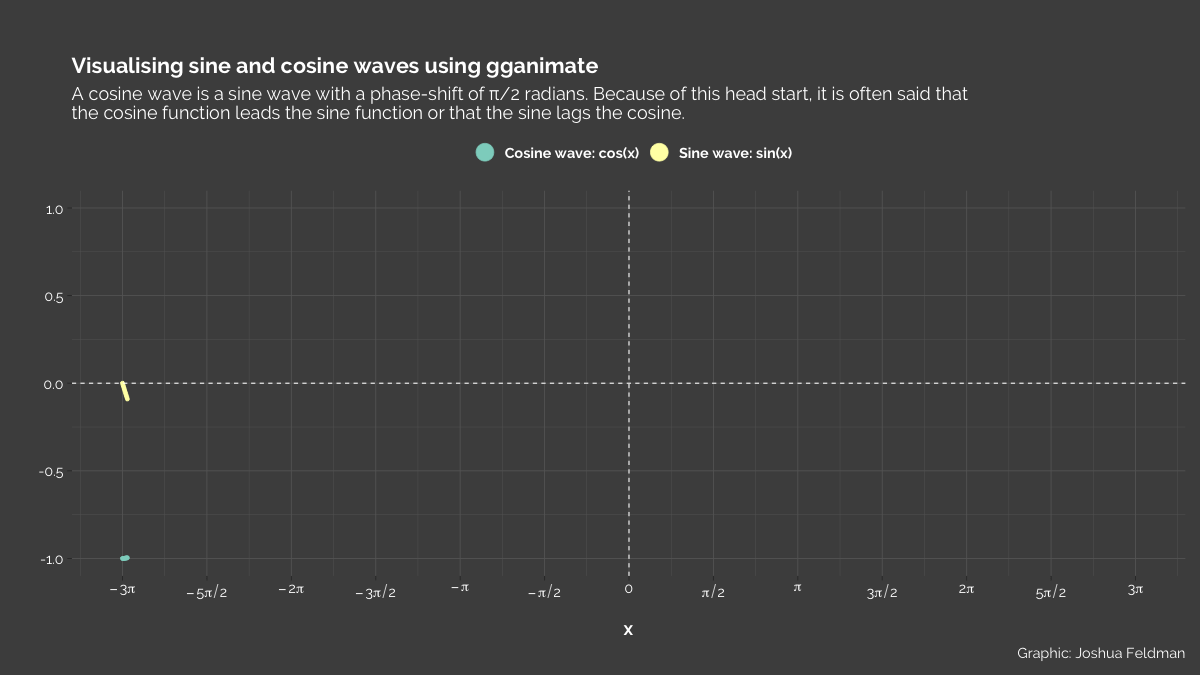 Visualising sine and cosine waves using gganimate
A cosine wave is a sine wave with a phase-shift of π/2 radians. Because of this head start, it is often said that
the cosine function leads the sine function or that the sine lags the cosine.
Cosine wave: cos(x) Sine wave: sin(x)
1.0
0.5
0.0
-0.5
-1.0
−3π −5π/2 −2π −3π/2 −π −π/2 0 π/2 π 3π/2 2π 5π/2 3π
x
Graphic: Joshua Feldman